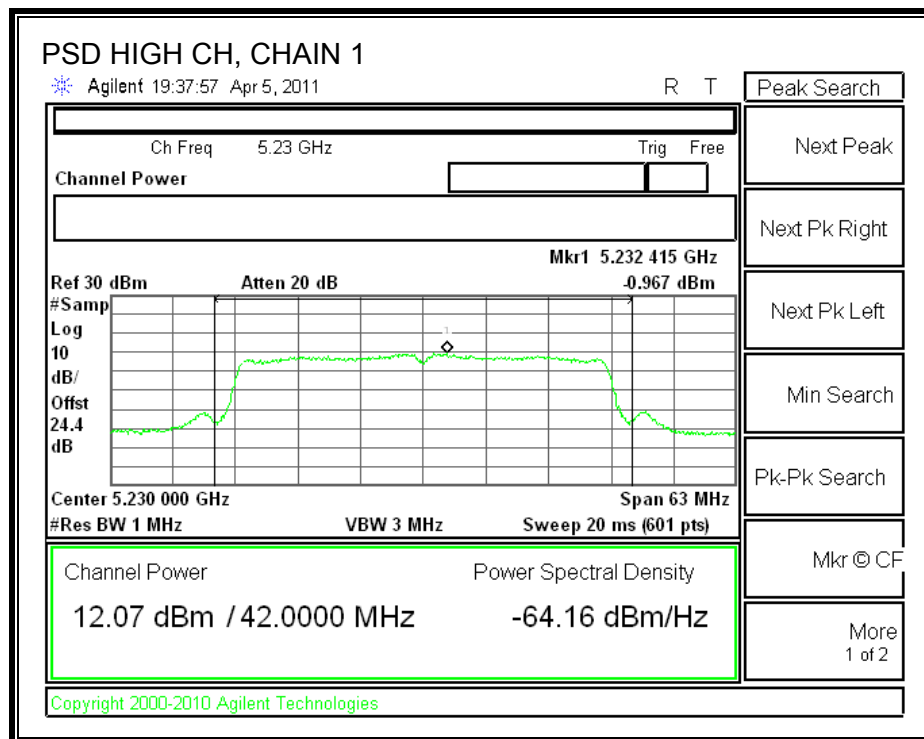 PSD HIGH CH, CHAIN 1
Agilent 19:37:57 Apr 5, 2011 R T
Peak Search
Ch Freq 5.23 GHz Trig Free
Channel Power
Mkr1 5.232 415 GHz
Ref 30 dBm Atten 20 dB -0.967 dBm
#Samp
Log
10
dB/
Offst
24.4
dB
1
Center 5.230 000 GHz Span 63 MHz
#Res BW 1 MHz VBW 3 MHz Sweep 20 ms (601 pts)
Channel Power Power Spectral Density
12.07 dBm / 42.0000 MHz -64.16 dBm/Hz
Copyright 2000-2010 Agilent Technologies
Next Peak
Next Pk Right
Next Pk Left
Min Search
Pk-Pk Search
Mkr © CF
More
1 of 2